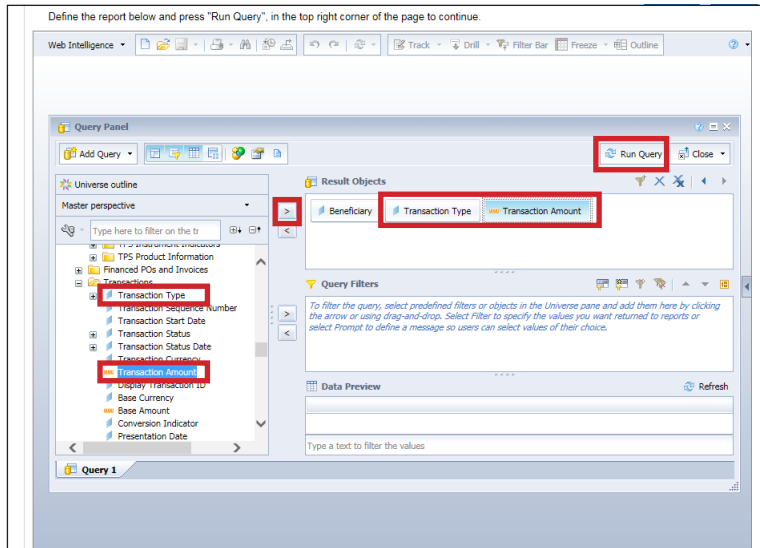 Define the report below and press "Run Query", in the top right corner of the page to continue.
Web Intelligence Track Drill Filter Bar Freeze Outline
Query Panel
Add Query Run Query Close
Universe outline
Master perspective
Type here to filter on the tr
TPS Instrument Indicators
TPS Product Information
Financed POs and Invoices
Transactions
Transaction Type
Transaction Sequence Number
Transaction Start Date
Transaction Status
Transaction Status Date
Transaction Currency
Transaction Amount
Display Transaction ID
Base Currency
Base Amount
Conversion Indicator
Presentation Date
>
<
>
<
Result Objects
Beneficiary Transaction Type Transaction Amount
Query Filters
To filter the query, select predefined filters or objects in the Universe pane and add them here by clicking
the arrow or using drag-and-drop. Select Filter to specify the values you want returned to reports or
select Prompt to define a message so users can select values of their choice.
Data Preview Refresh
Type a text to filter the values
Query 1